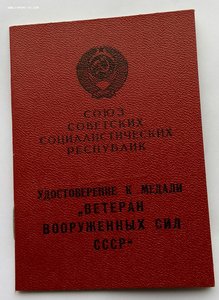 СОЮЗ
СОВЕТСКИХ
СОЦИАЛИСТИЧЕСКИХ
РЕСПУБЛИК
УДОСТОВЕРЕНИЕ К МЕДАЛИ
„ВЕТЕРАН
ВООРУЖЕННЫХ СИЛ
СССР"